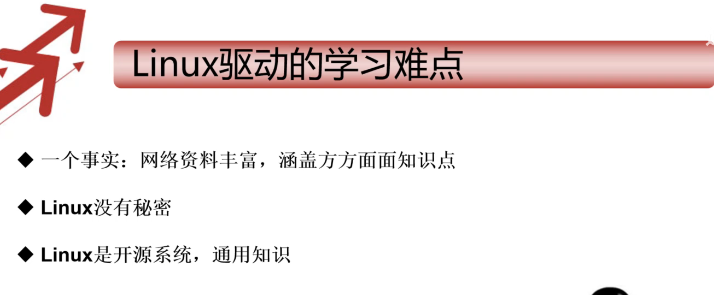 Linux驱动的学习难点
◆ 一个事实：网络资料丰富，涵盖方方面面知识点
◆ Linux没有秘密
◆ Linux是开源系统，通用知识